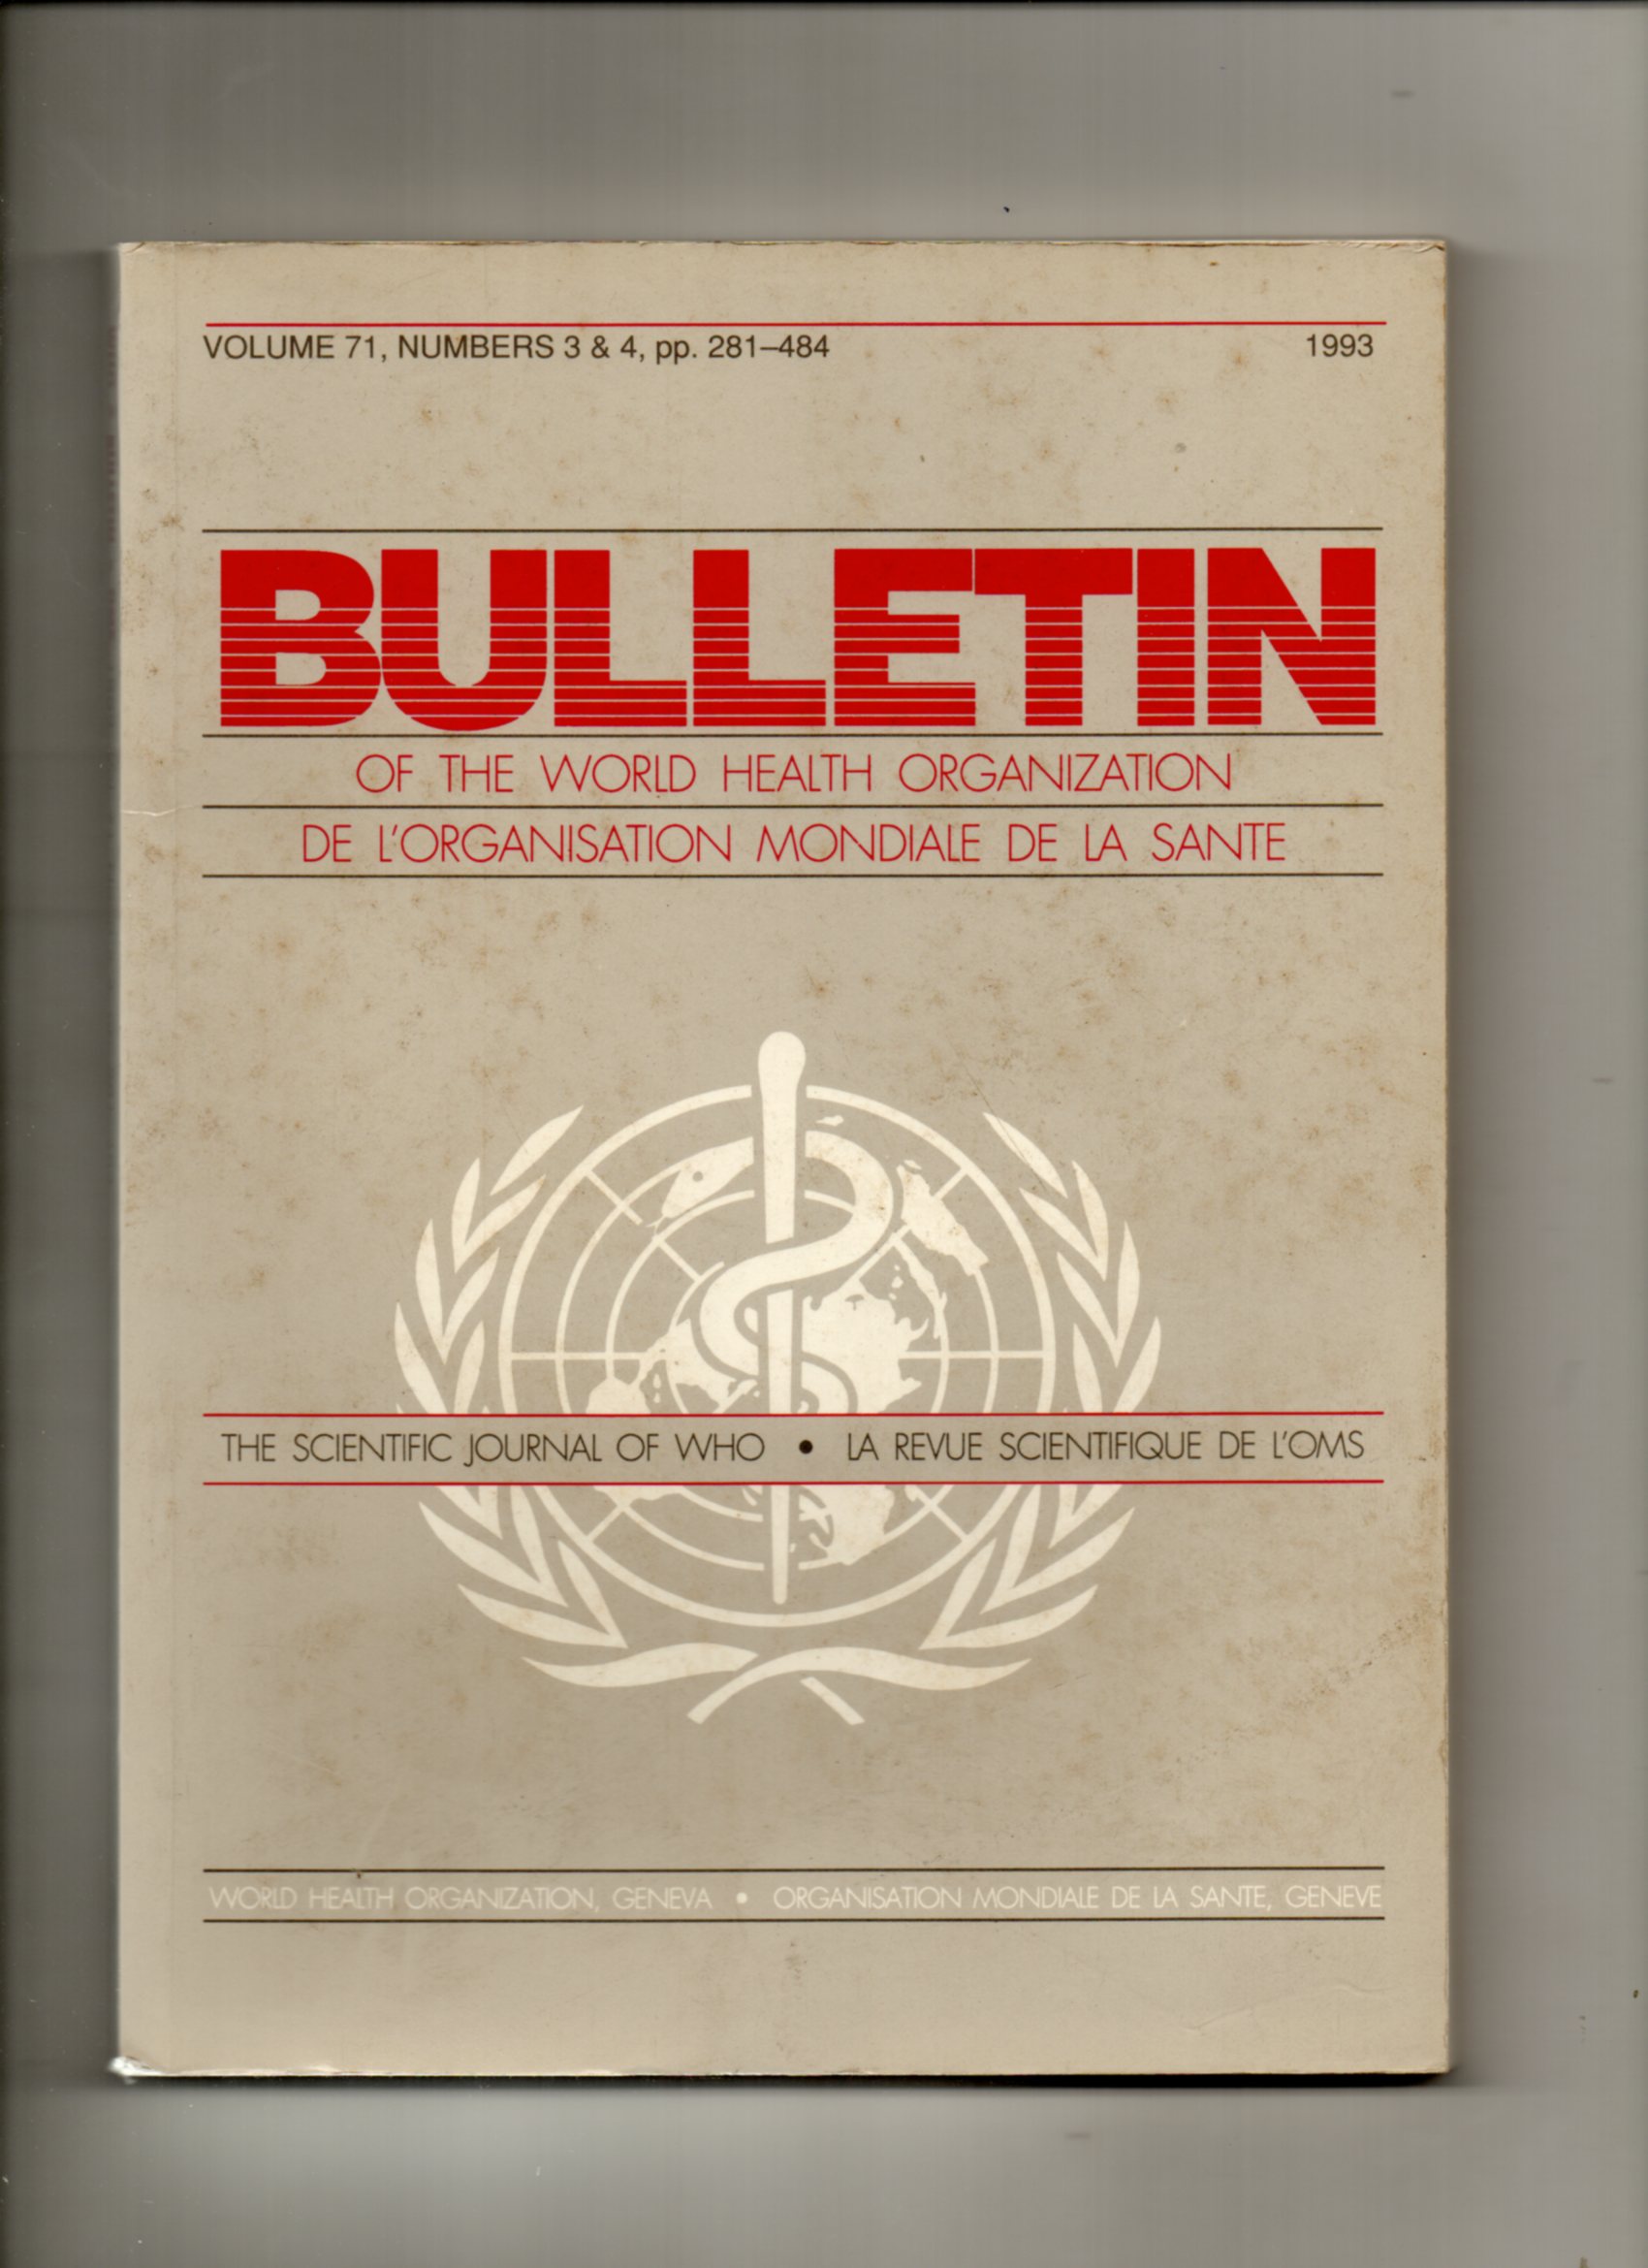 VOLUME 71, NUMBERS 3 & 4, pp. 281–484 1993
BULLETIN
OF THE WORLD HEALTH ORGANIZATION
DE L'ORGANISATION MONDIALE DE LA SANTE
THE SCIENTIFIC JOURNAL OF WHO • LA REVUE SCIENTIFIQUE DE L'OMS
WORLD HEALTH ORGANIZATION, GENEVA • ORGANISATION MONDIALE DE LA SANTE, GENEVE